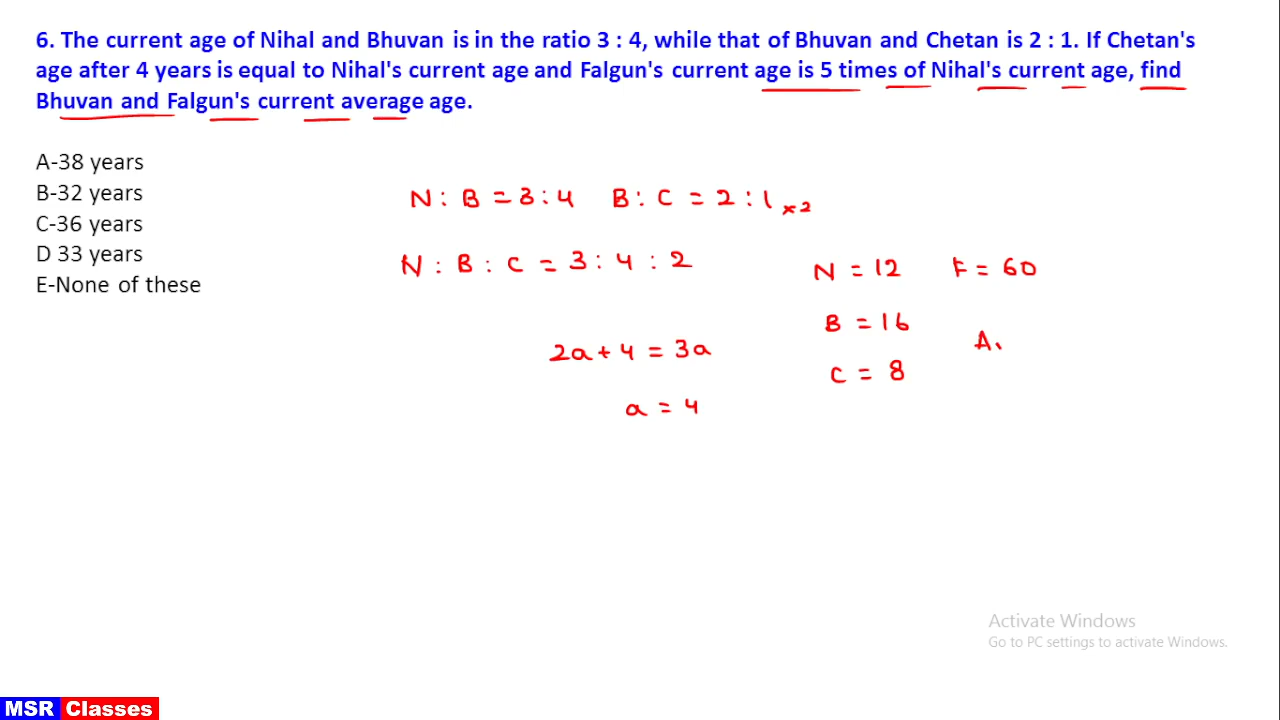 6. The current age of Nihal and Bhuvan is in the ratio 3 : 4, while that of Bhuvan and Chetan is 2 : 1. If Chetan's
age after 4 years is equal to Nihal's current age and Falgun's current age is 5 times of Nihal's current age, find
Bhuvan and Falgun's current average age.
A-38 years
B-32 years
C-36 years
D 33 years
E-None of these
N : B = 3 : 4 B : C = 2 : 1 ×2
N : B : C = 3 : 4 : 2
N = 12 F = 60
B = 16
A.
2a + 4 = 3a
C = 8
a = 4
Activate Windows
Go to PC settings to activate Windows.
MSR Classes